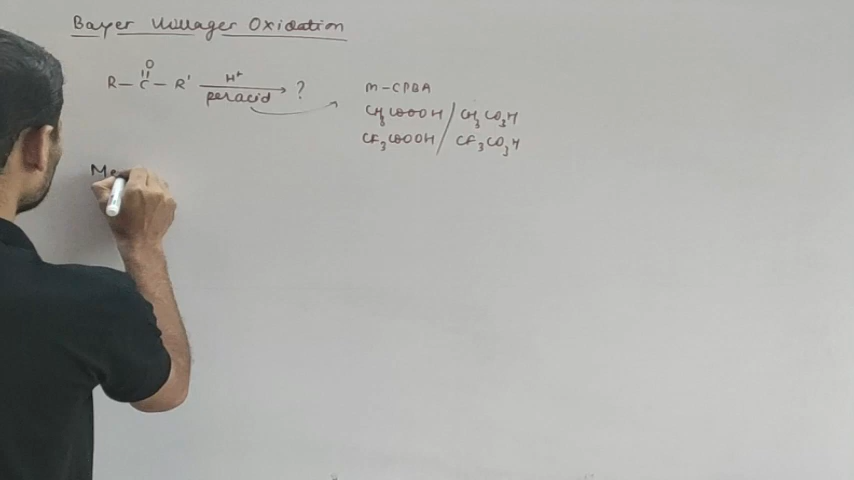 Bayer Villager Oxidation
O
R – C – R' H⁺ peracid → ?
m-CPBA
CH₃COOOH / CH₃CO₃H
CF₃COOOH / CF₃CO₃H
Me